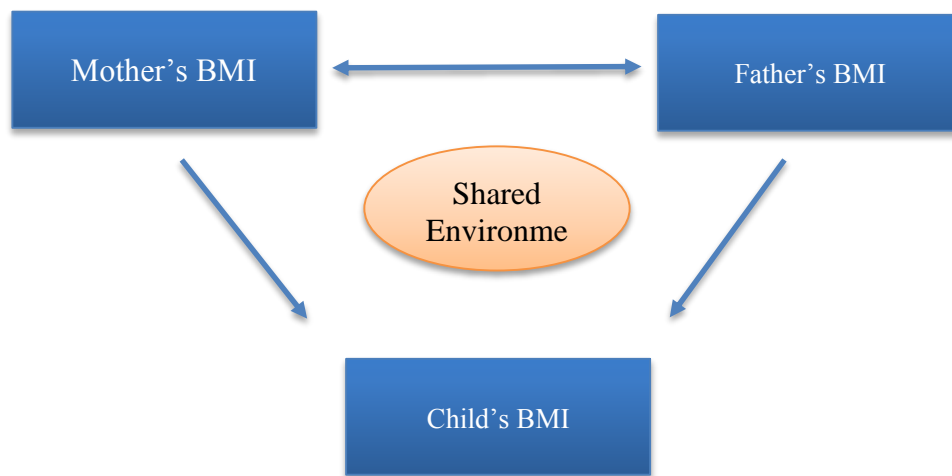 Mother’s BMI
Father’s BMI
Shared
Environme
Child’s BMI